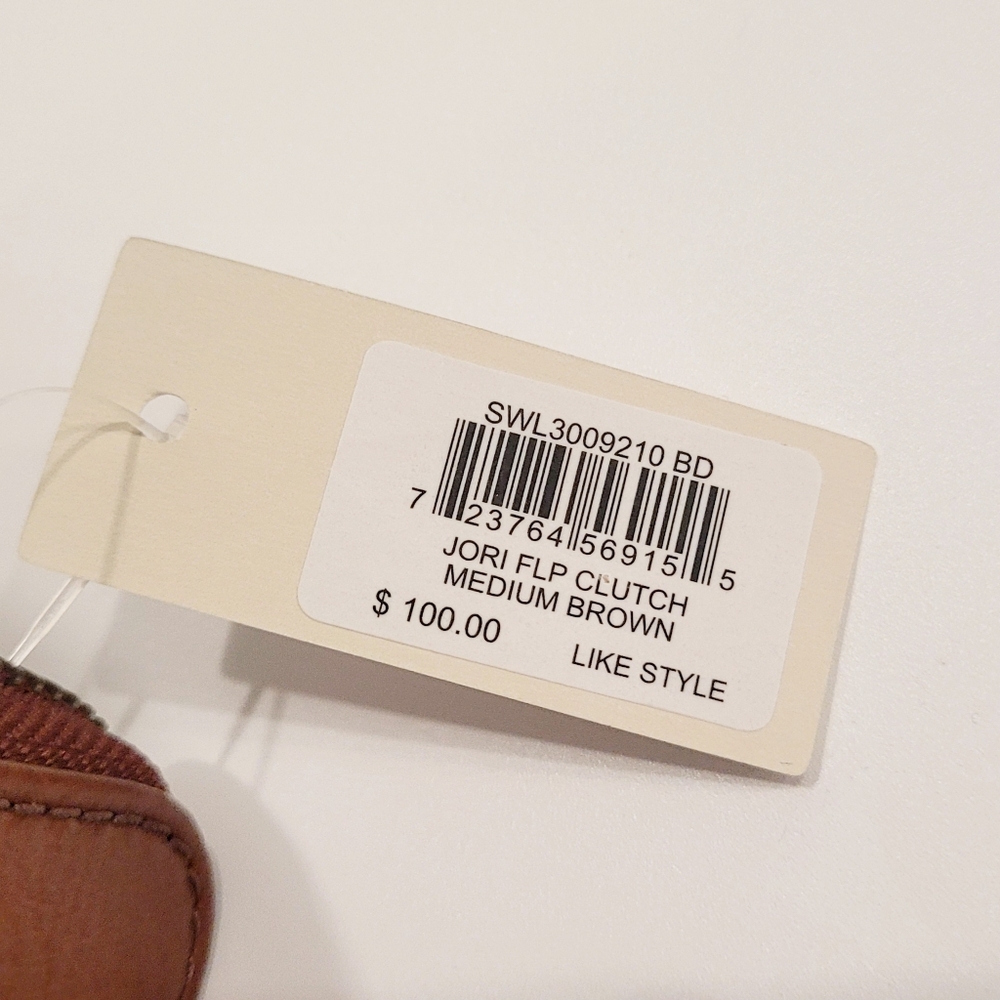 SWL3009210 BD
7 23764 56915 5
JORI FLP CLUTCH
MEDIUM BROWN
$ 100.00
LIKE STYLE